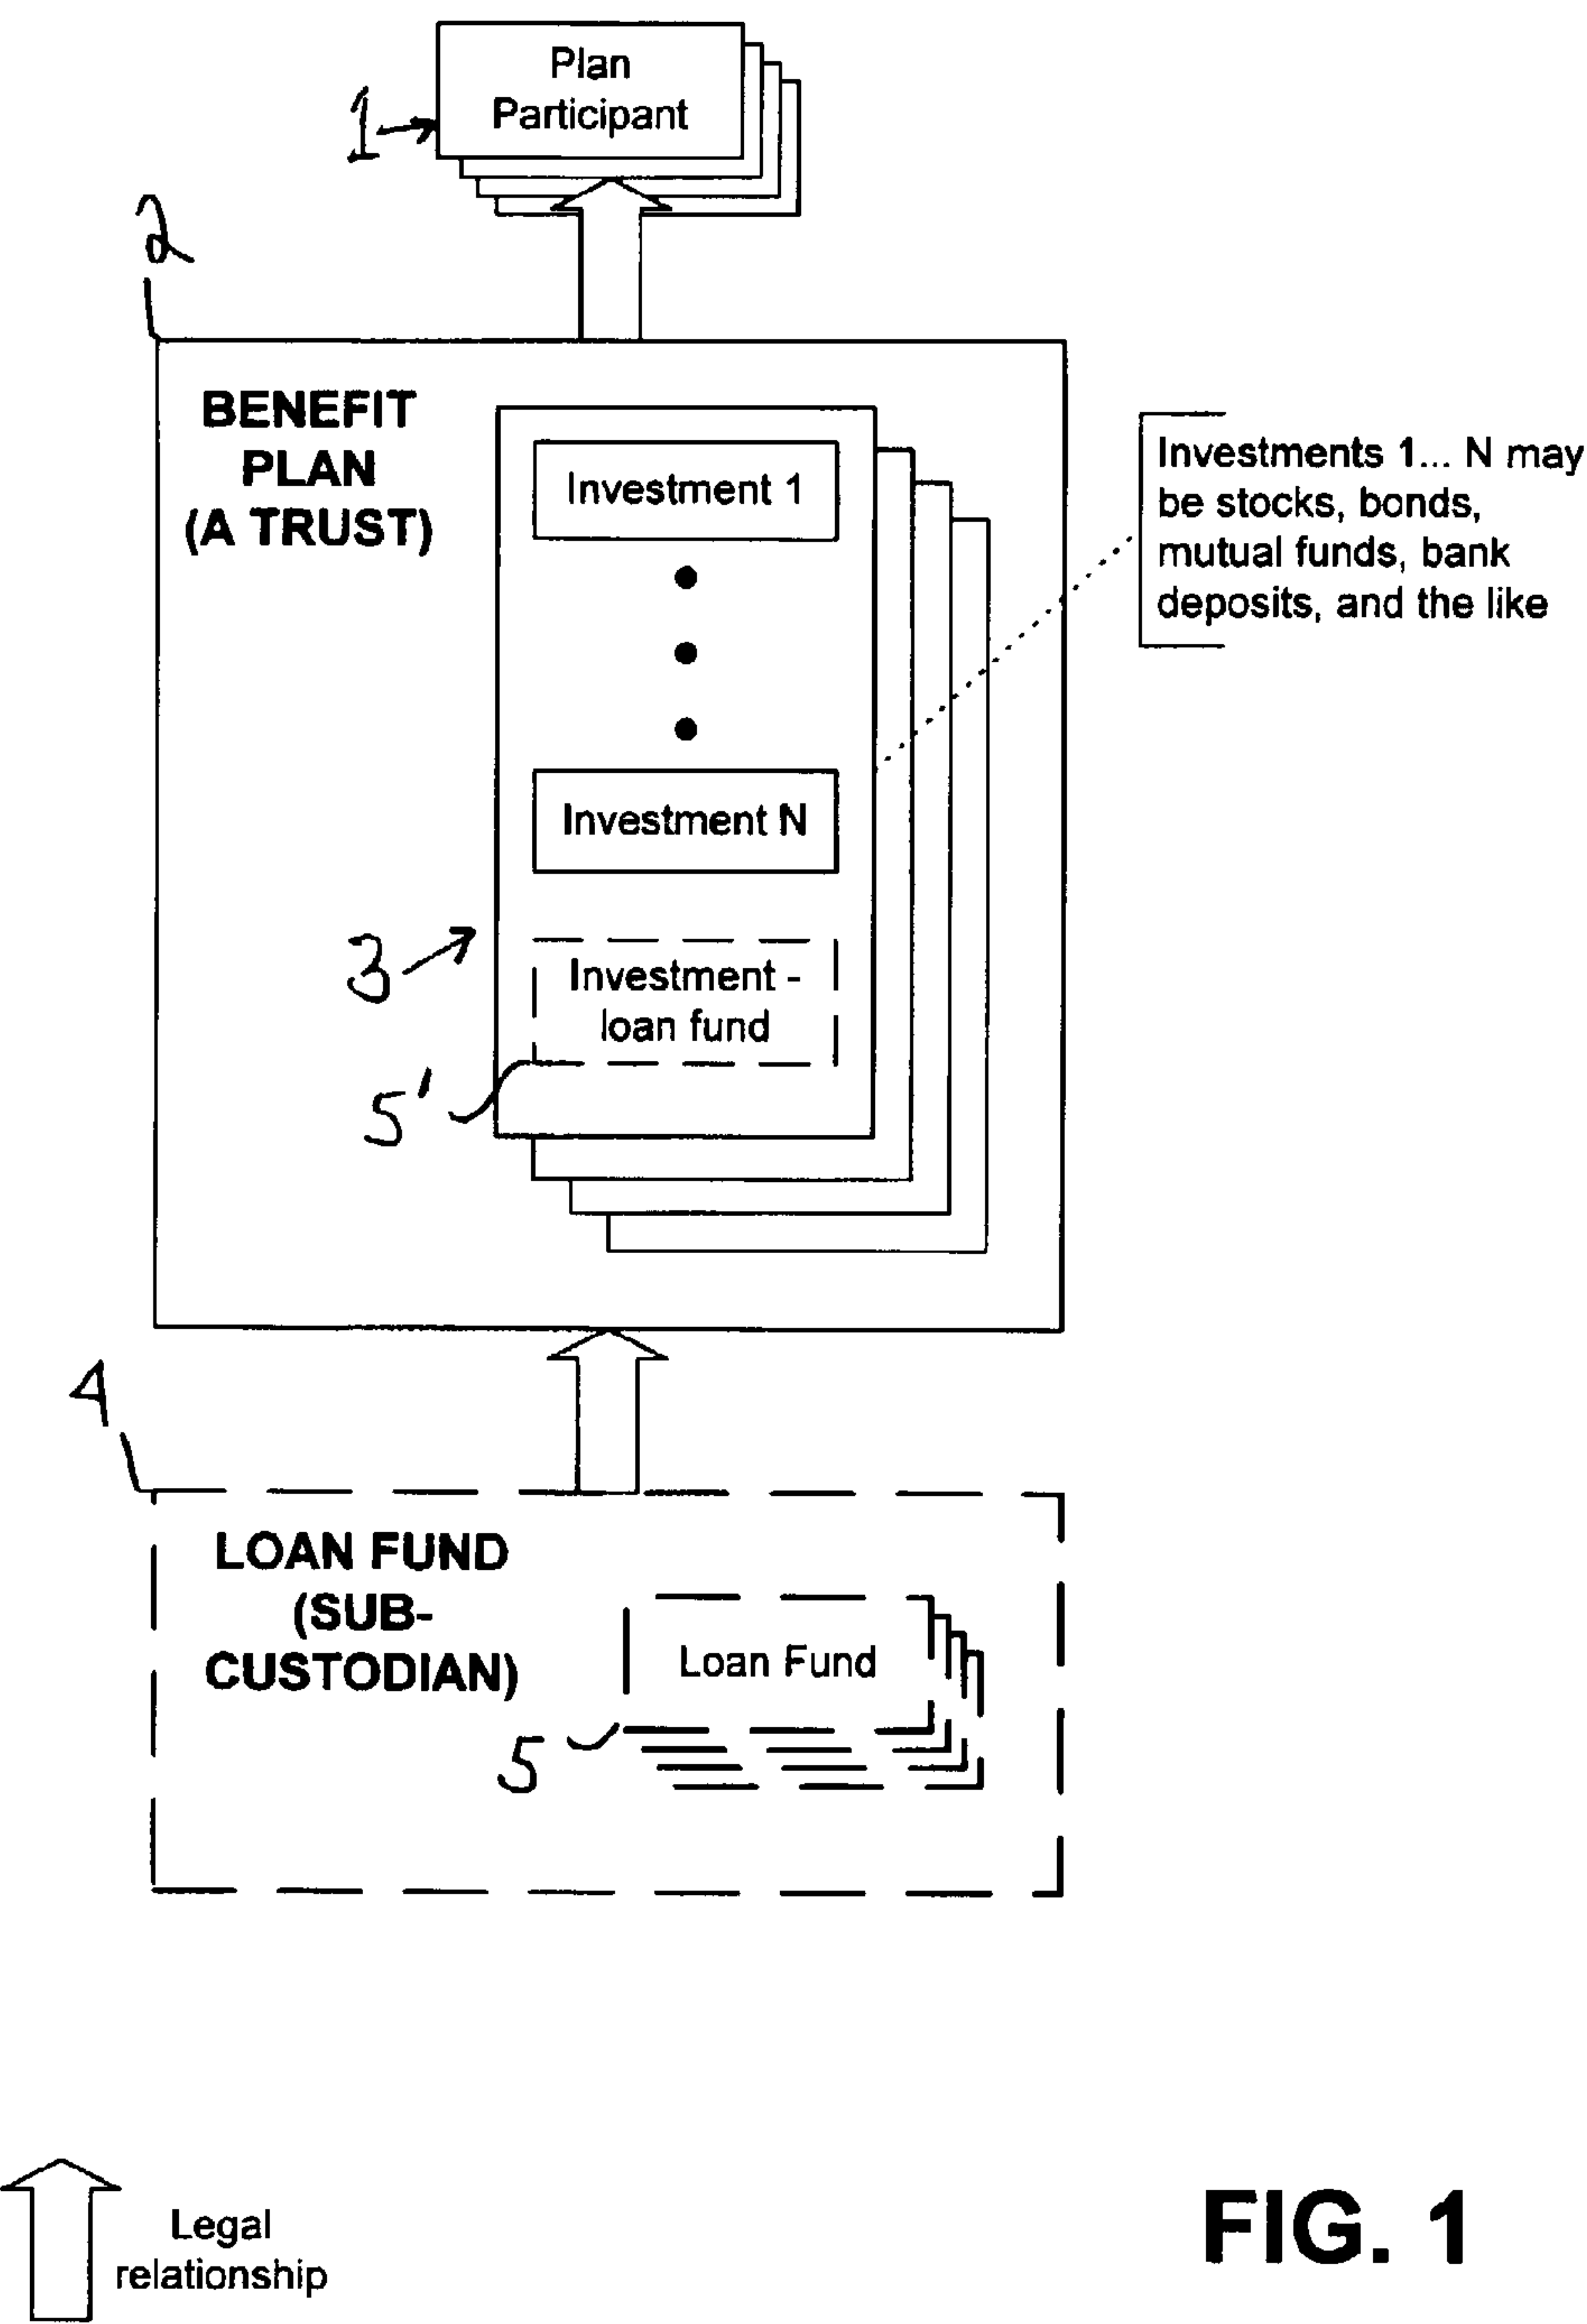 Plan
Participant
1
2
BENEFIT
PLAN
(A TRUST)
Investment 1
Investments 1... N may
be stocks, bonds,
mutual funds, bank
deposits, and the like
Investment N
3
Investment -
loan fund
5'
4
LOAN FUND
(SUB-
CUSTODIAN)
Loan Fund
5
Legal
relationship
FIG. 1